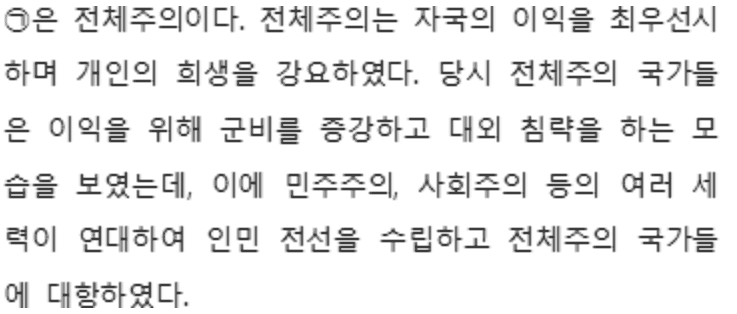 ㉠은 전체주의이다. 전체주의는 자국의 이익을 최우선시
하며 개인의 희생을 강요하였다. 당시 전체주의 국가들
은 이익을 위해 군비를 증강하고 대외 침략을 하는 모
습을 보였는데, 이에 민주주의, 사회주의 등의 여러 세
력이 연대하여 인민 전선을 수립하고 전체주의 국가들
에 대항하였다.